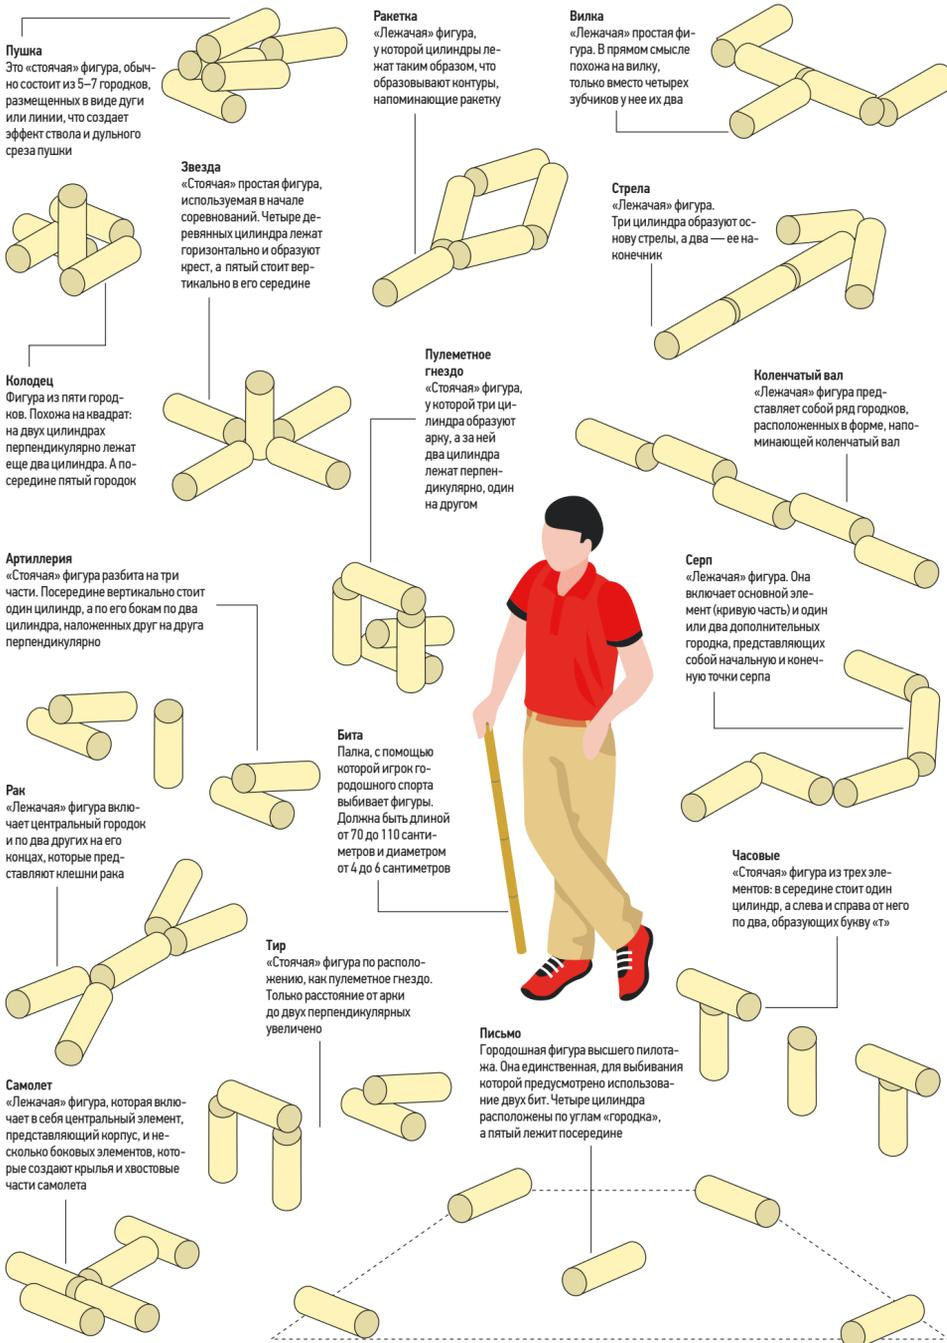 Пушка
Это «стоячая» фигура, обыч-
но состоит из 5–7 городков,
размещенных в виде дуги
или линии, что создает
эффект ствола и дульного
среза пушки
Ракетка
«Лежачая» фигура,
у которой цилиндры ле-
жат таким образом, что
образовывают контуры,
напоминающие ракетку
Вилка
«Лежачая» простая фи-
гура. В прямом смысле
похожа на вилку,
только вместо четырех
зубчиков у нее их два
Звезда
«Стоячая» простая фигура,
используемая в начале
соревнований. Четыре де-
ревянных цилиндра лежат
горизонтально и образуют
крест, а пятый стоит вер-
тикально в его середине
Стрела
«Лежачая» фигура.
Три цилиндра образуют ос-
нову стрелы, а два — ее на-
конечник
Колодец
Фигура из пяти город-
ков. Похожа на квадрат:
на двух цилиндрах
перпендикулярно лежат
еще два цилиндра. А по-
середине пятый городок
Пулеметное
гнездо
«Стоячая» фигура,
у которой три ци-
линдра образуют
арку, а за ней
два цилиндра
лежат перпен-
дикулярно, один
на другом
Коленчатый вал
«Лежачая» фигура пред-
ставляет собой ряд городков,
расположенных в форме, напо-
минающей коленчатый вал
Артиллерия
«Стоячая» фигура разбита на три
части. Посередине вертикально стоит
один цилиндр, а по его бокам по два
цилиндра, наложенных друг на друга
перпендикулярно
Серп
«Лежачая» фигура. Она
включает основной эле-
мент (кривую часть) и один
или два дополнительных
городка, представляющих
собой начальную и конеч-
ную точки серпа
Бита
Палка, с помощью
которой игрок го-
родошного спорта
выбивает фигуры.
Должна быть длиной
от 70 до 110 санти-
метров и диаметром
от 4 до 6 сантиметров
Рак
«Лежачая» фигура вклю-
чает центральный городок
и по два других на его
концах, которые пред-
ставляют клешни рака
Часовые
«Стоячая» фигура из трех эле-
ментов: в середине стоит один
цилиндр, а слева и справа от него
по два, образующих букву «т»
Тир
«Стоячая» фигура по располо-
жению, как пулеметное гнездо.
Только расстояние от арки
до двух перпендикулярных
увеличено
Письмо
Городошная фигура высшего пилота-
жа. Она единственная, для выбивания
которой предусмотрено использова-
ние двух бит. Четыре цилиндра
расположены по углам «городка»,
а пятый лежит посередине
Самолет
«Лежачая» фигура, которая вклю-
чает в себя центральный элемент,
представляющий корпус, и не-
сколько боковых элементов, кото-
рые создают крылья и хвостовые
части самолета